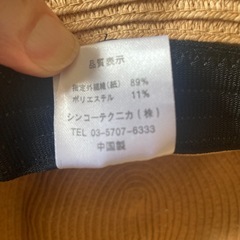 品質表示
指定外繊維(紙) 89%
ポリエステル 11%
シンコーテクニカ(株)
TEL 03-5707-6333
中国製